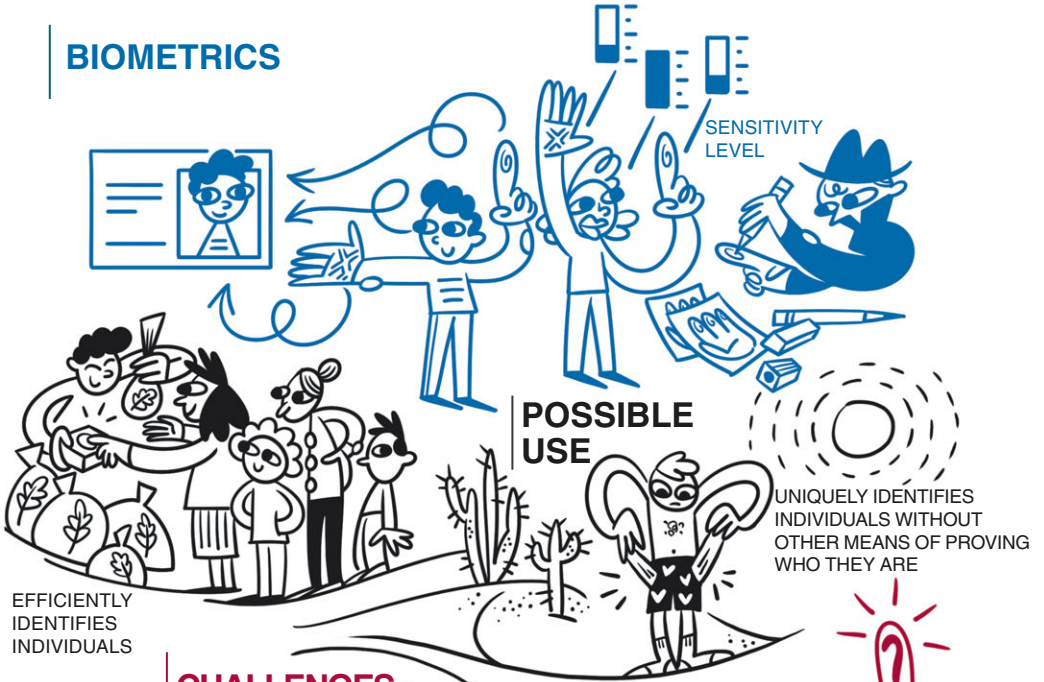 BIOMETRICS
SENSITIVITY
LEVEL
POSSIBLE
USE
UNIQUELY IDENTIFIES
INDIVIDUALS WITHOUT
OTHER MEANS OF PROVING
WHO THEY ARE
EFFICIENTLY
IDENTIFIES
INDIVIDUALS
CHALLENGES